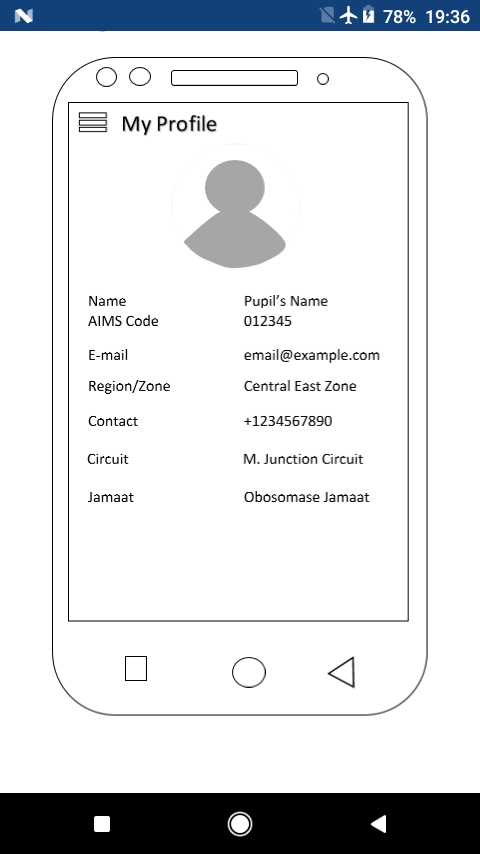 78% 19:36
My Profile
Name Pupil's Name
AIMS Code 012345
E-mail email@example.com
Region/Zone Central East Zone
Contact +1234567890
Circuit M. Junction Circuit
Jamaat Obosomase Jamaat